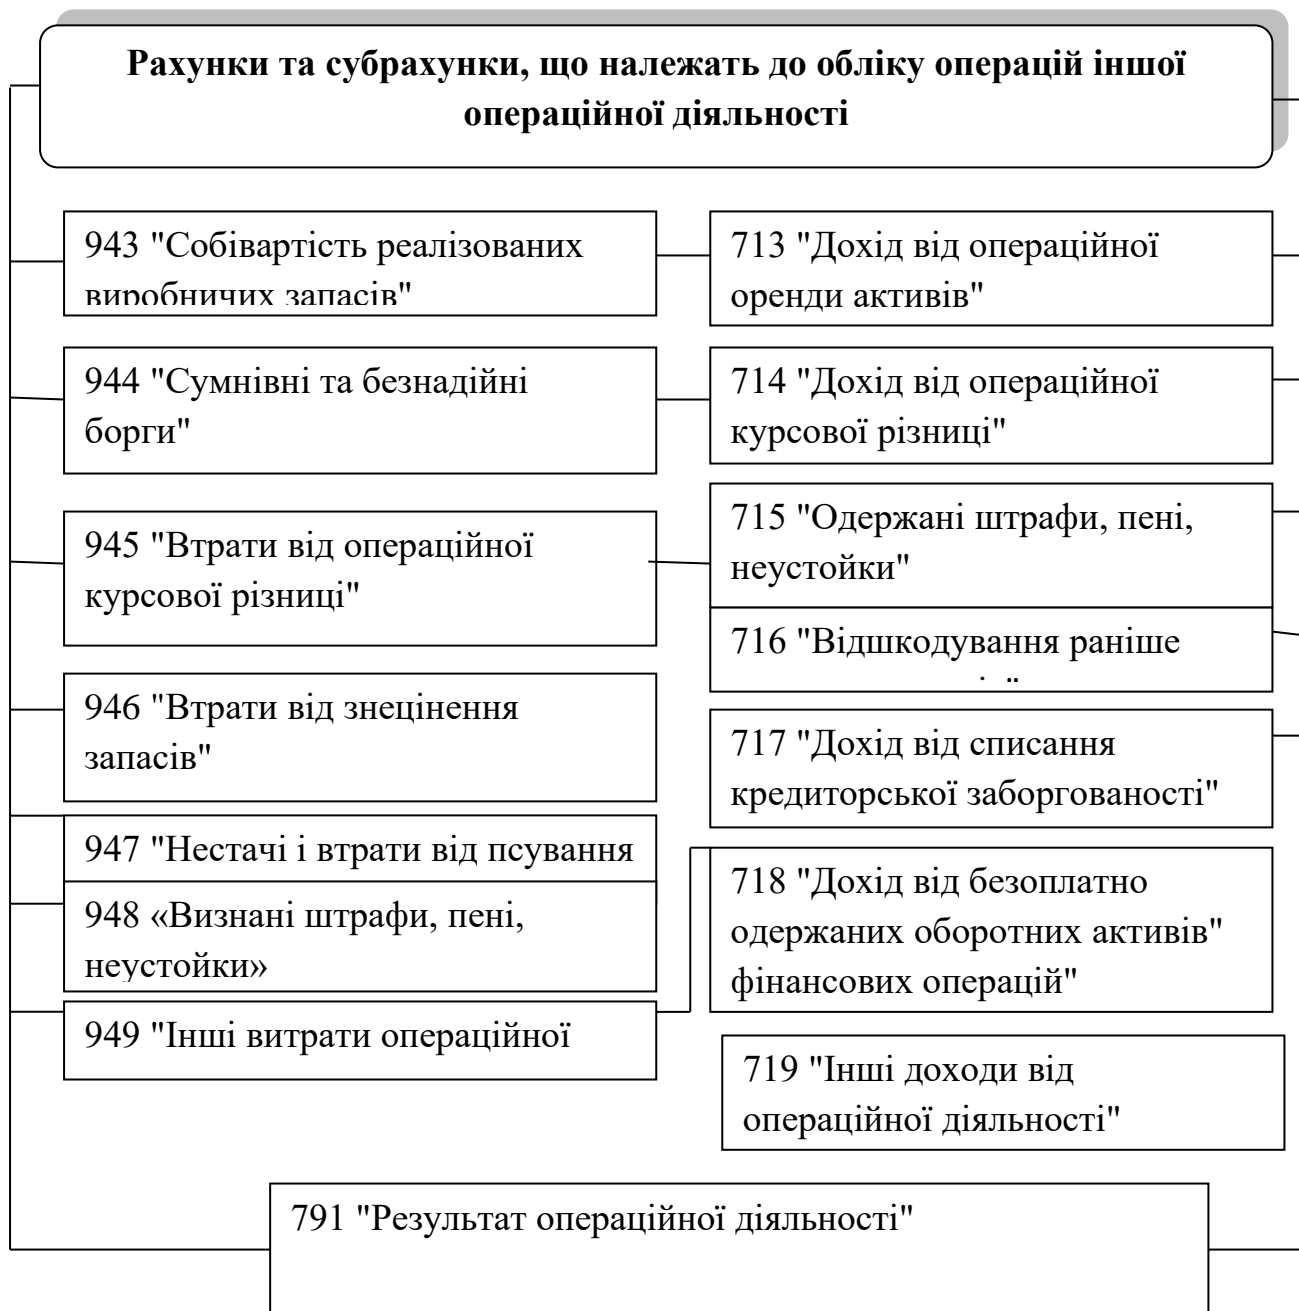 Рахунки та субрахунки, що належать до обліку операцій іншої
операційної діяльності
943 "Собівартість реалізованих
виробничих запасів"
944 "Сумнівні та безнадійні
борги"
945 "Втрати від операційної
курсової різниці"
946 "Втрати від знецінення
запасів"
947 "Нестачі і втрати від псування
948 «Визнані штрафи, пені,
неустойки»
949 "Інші витрати операційної
713 "Дохід від операційної
оренди активів"
714 "Дохід від операційної
курсової різниці"
715 "Одержані штрафи, пені,
неустойки"
716 "Відшкодування раніше
717 "Дохід від списання
кредиторської заборгованості"
718 "Дохід від безоплатно
одержаних оборотних активів"
фінансових операцій"
719 "Інші доходи від
операційної діяльності"
791 "Результат операційної діяльності"